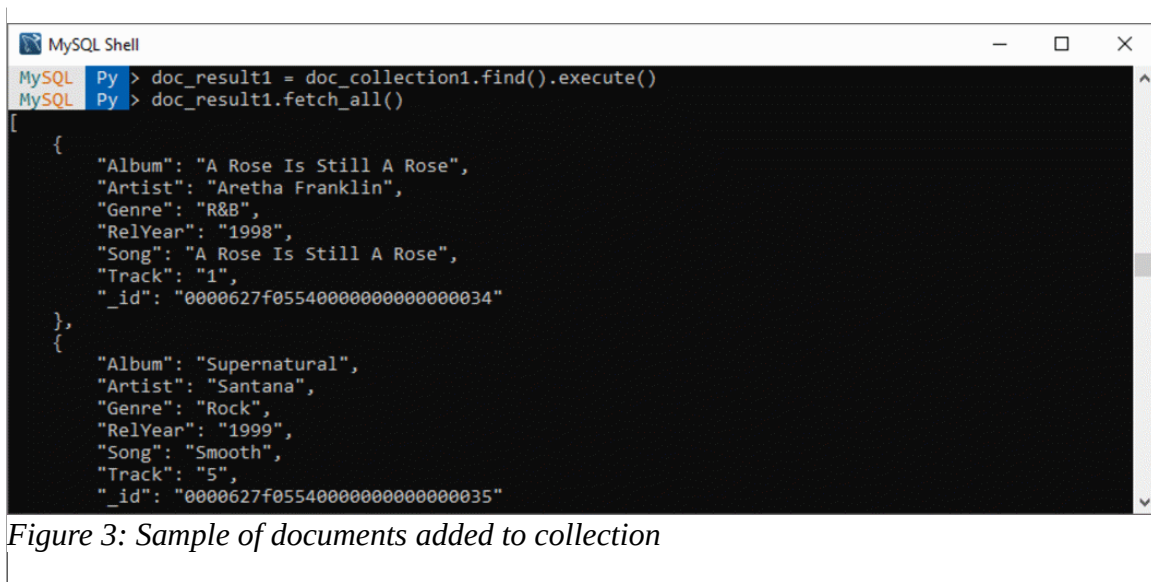 MySQL Shell
MySQL Py > doc_result1 = doc_collection1.find().execute()
MySQL Py > doc_result1.fetch_all()
[
    {
        "Album": "A Rose Is Still A Rose",
        "Artist": "Aretha Franklin",
        "Genre": "R&B",
        "RelYear": "1998",
        "Song": "A Rose Is Still A Rose",
        "Track": "1",
        "_id": "0000627f05540000000000000034"
    },
    {
        "Album": "Supernatural",
        "Artist": "Santana",
        "Genre": "Rock",
        "RelYear": "1999",
        "Song": "Smooth",
        "Track": "5",
        "_id": "0000627f05540000000000000035"
Figure 3: Sample of documents added to collection